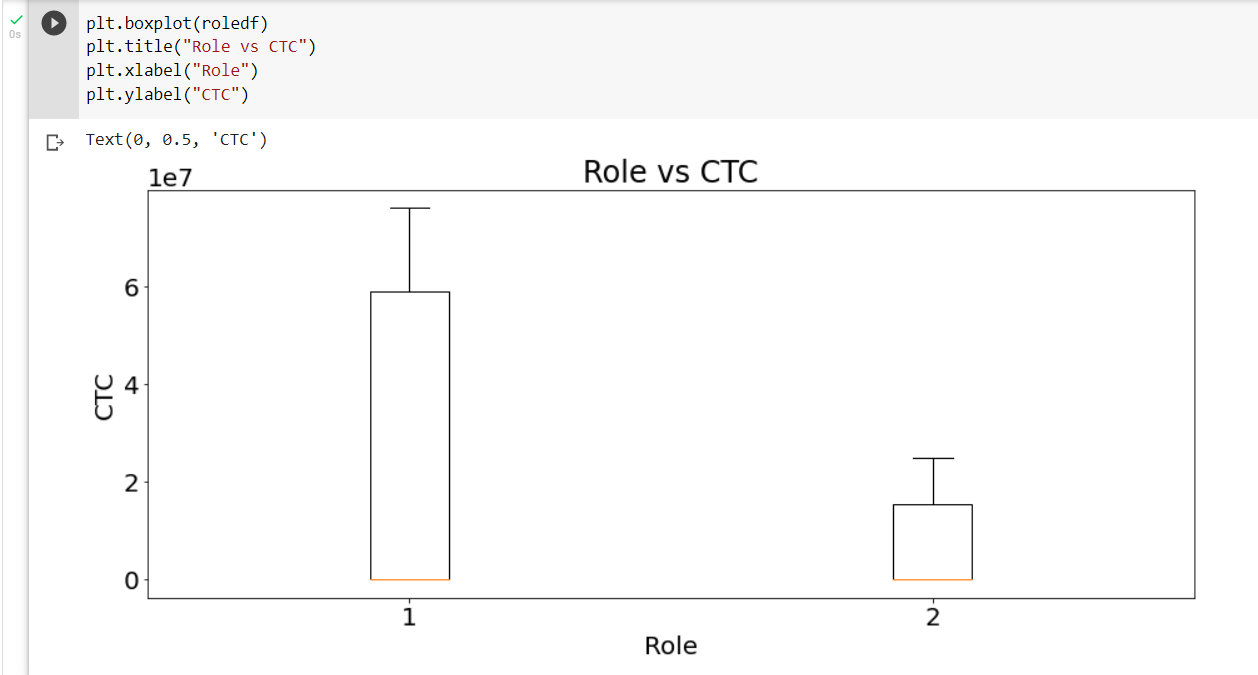 0s
plt.boxplot(roledf)
plt.title("Role vs CTC")
plt.xlabel("Role")
plt.ylabel("CTC")
Text(0, 0.5, 'CTC')
Role vs CTC
1e7
6
4
2
0
CTC
1
2
Role